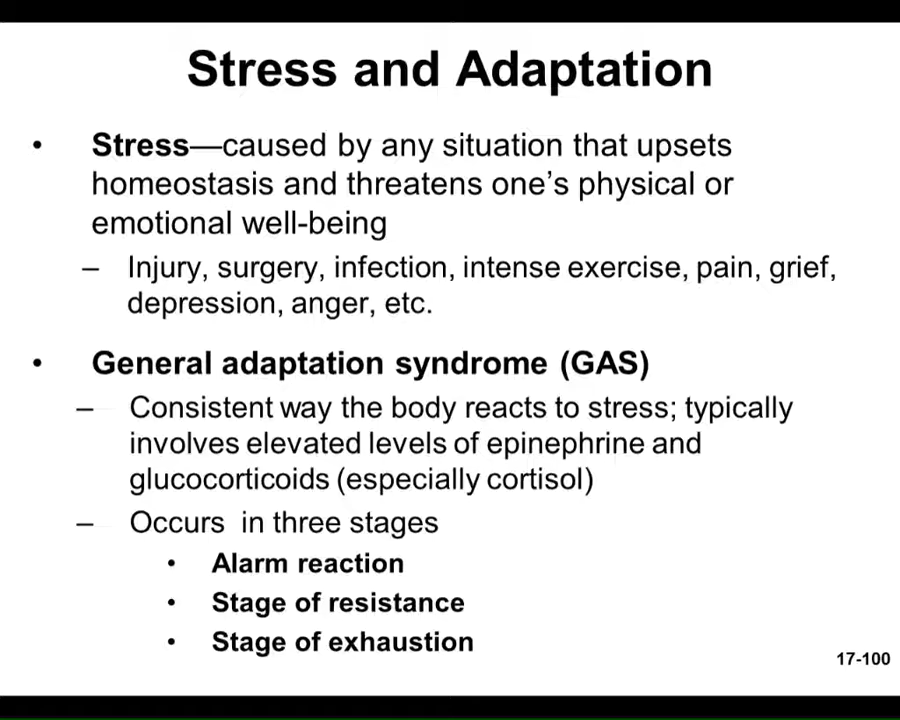 Stress and Adaptation
• Stress—caused by any situation that upsets
homeostasis and threatens one’s physical or
emotional well-being
– Injury, surgery, infection, intense exercise, pain, grief,
depression, anger, etc.
• General adaptation syndrome (GAS)
– Consistent way the body reacts to stress; typically
involves elevated levels of epinephrine and
glucocorticoids (especially cortisol)
– Occurs in three stages
• Alarm reaction
• Stage of resistance
• Stage of exhaustion
17-100